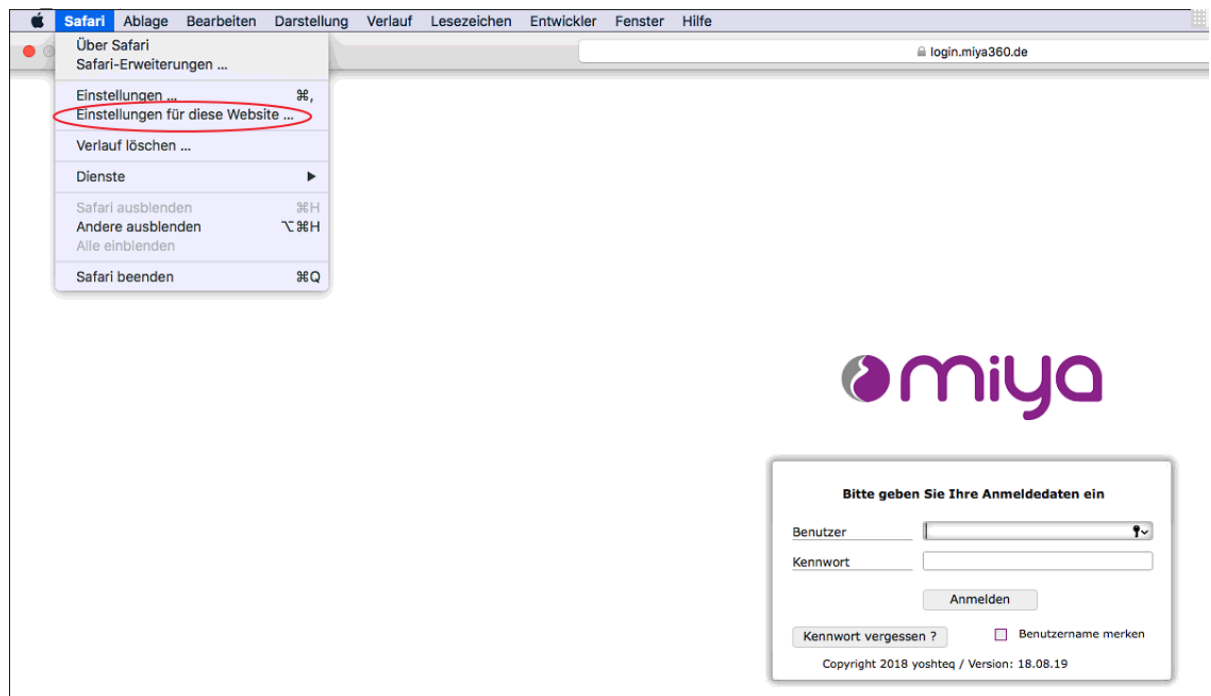 Safari Ablage Bearbeiten Darstellung Verlauf Lesezeichen Entwickler Fenster Hilfe
login.miya360.de
Über Safari
Safari-Erweiterungen ...
Einstellungen ... ⌘,
Einstellungen für diese Website ...
Verlauf löschen ...
Dienste ▶
Safari ausblenden ⌘H
Andere ausblenden ⌥⌘H
Alle einblenden
Safari beenden ⌘Q
miya
Bitte geben Sie Ihre Anmeldedaten ein
Benutzer
Kennwort
Anmelden
Kennwort vergessen ? Benutzername merken
Copyright 2018 yoshteq / Version: 18.08.19